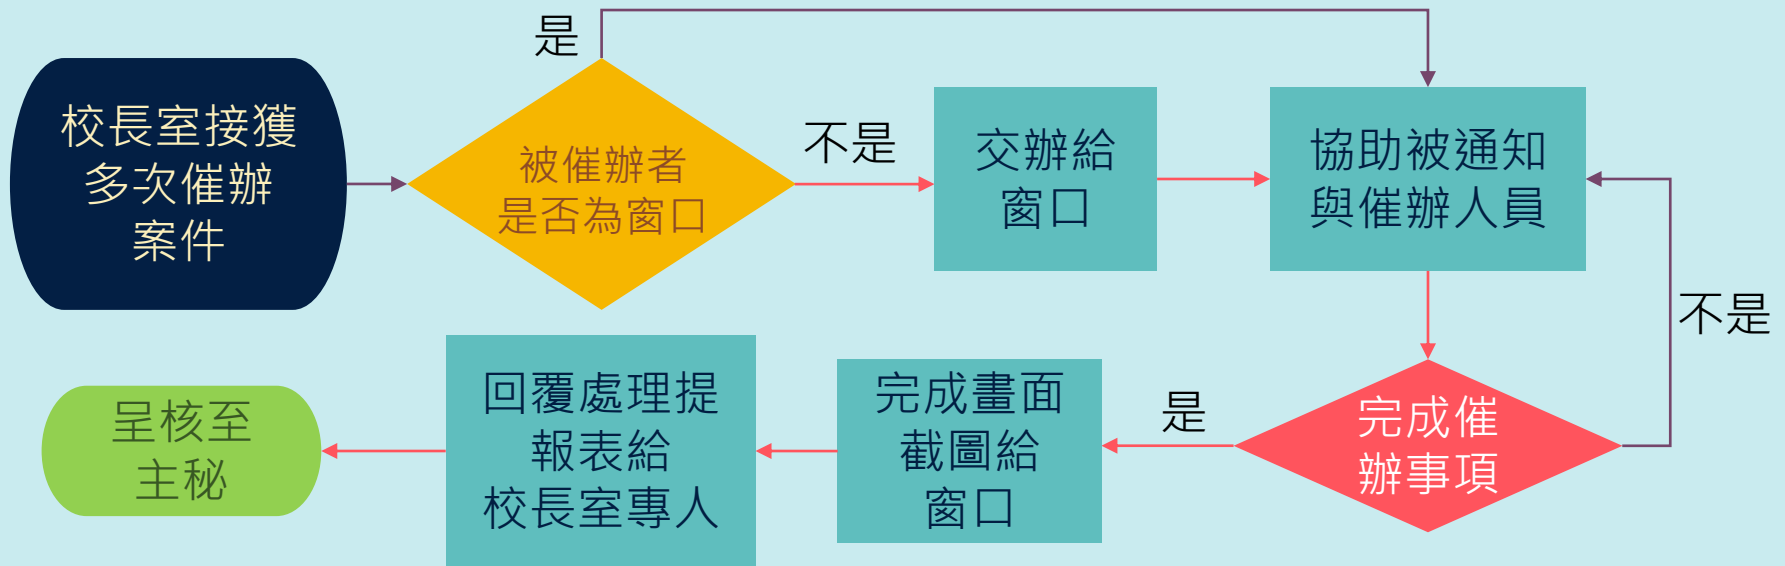 校長室接獲
多次催辦
案件
是
被催辦者
是否為窗口
不是
交辦給
窗口
協助被通知
與催辦人員
不是
完成催
辦事項
是
完成畫面
截圖給
窗口
回覆處理提
報表給
校長室專人
呈核至
主秘